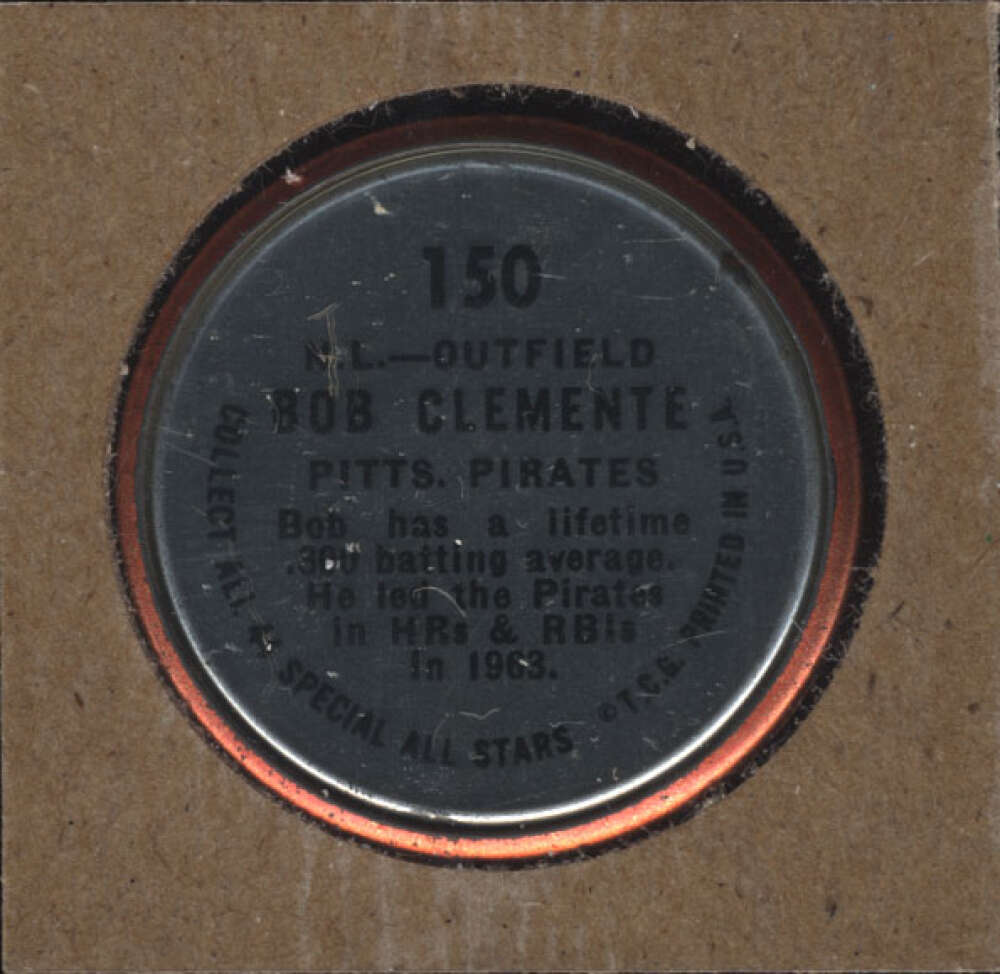 150
N.L.—OUTFIELD
BOB CLEMENTE
PITTS. PIRATES
Bob has a lifetime
.300 batting average.
He led the Pirates
in HRs & RBIs
in 1963.
COLLECT ALL SPECIAL ALL STARS
© T.C.G. PRINTED IN U.S.A.